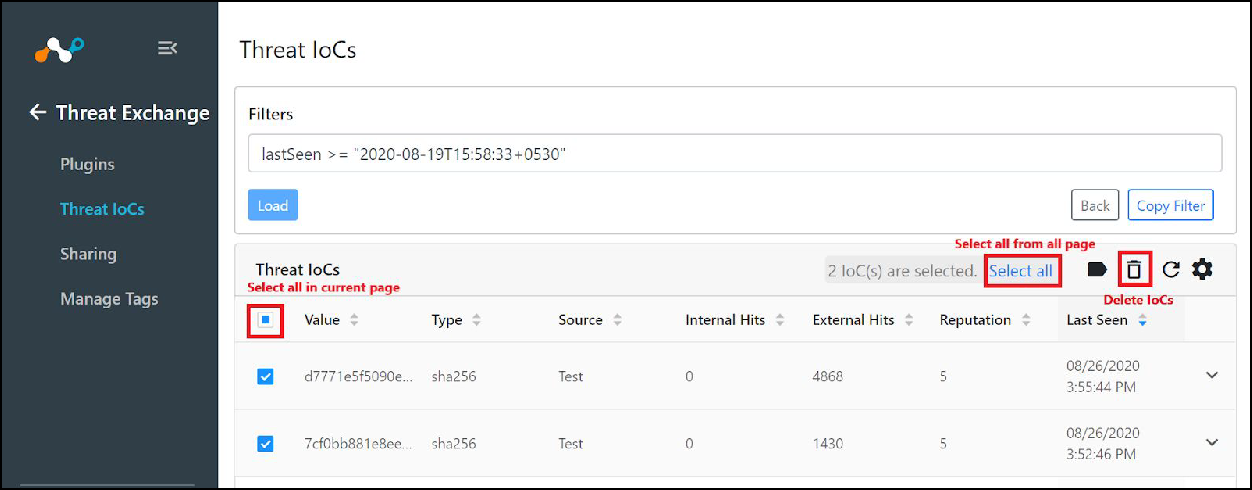 Threat IoCs
Threat Exchange
Plugins
Threat IoCs
Sharing
Manage Tags
Filters
lastSeen >= "2020-08-19T15:58:33+0530"
Load
Back
Copy Filter
Select all from all page
Threat IoCs
2 IoC(s) are selected.
Select all
Select all in current page
Delete IoCs
Value Type Source Internal Hits External Hits Reputation Last Seen
d7771e5f5090e... sha256 Test 0 4868 5 08/26/2020
3:55:44 PM
7cf0bb881e8ee... sha256 Test 0 1430 5 08/26/2020
3:52:46 PM